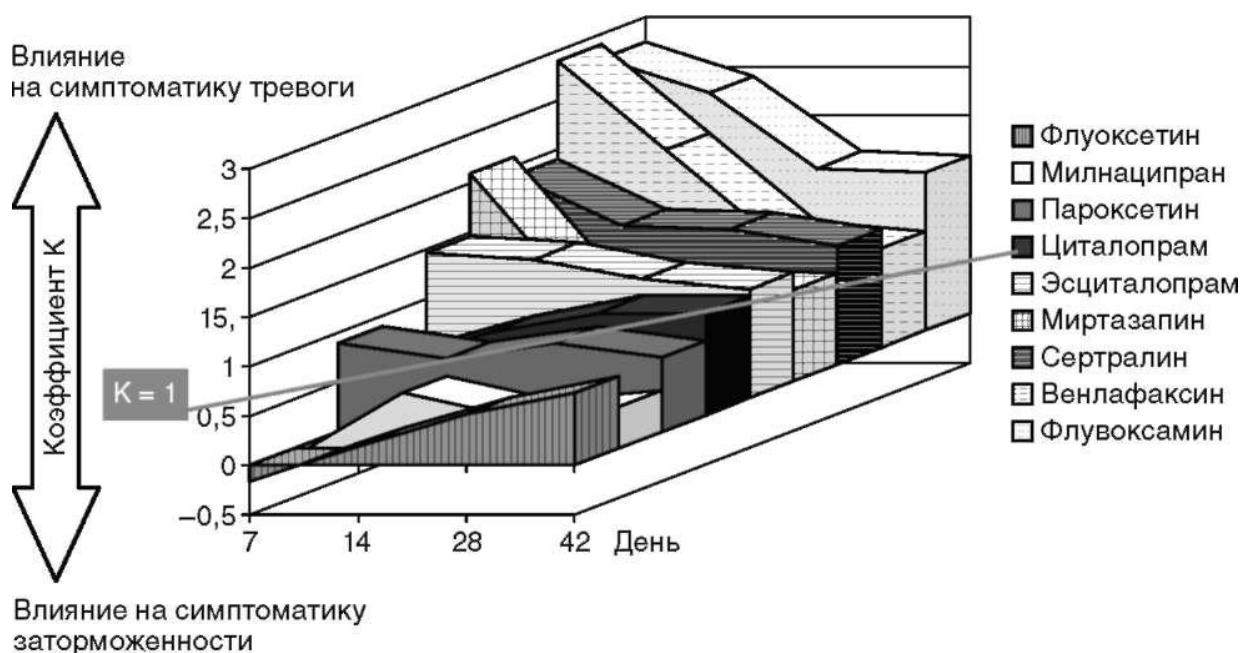 Влияние
на симптоматику тревоги
Коэффициент К
3
2,5
2
15,
1
0,5
0
–0,5
K = 1
7
14
28
42
День
Флуоксетин
Милнаципран
Пароксетин
Циталопрам
Эсциталопрам
Миртазапин
Сертралин
Венлафаксин
Флувоксамин
Влияние на симптоматику
заторможенности